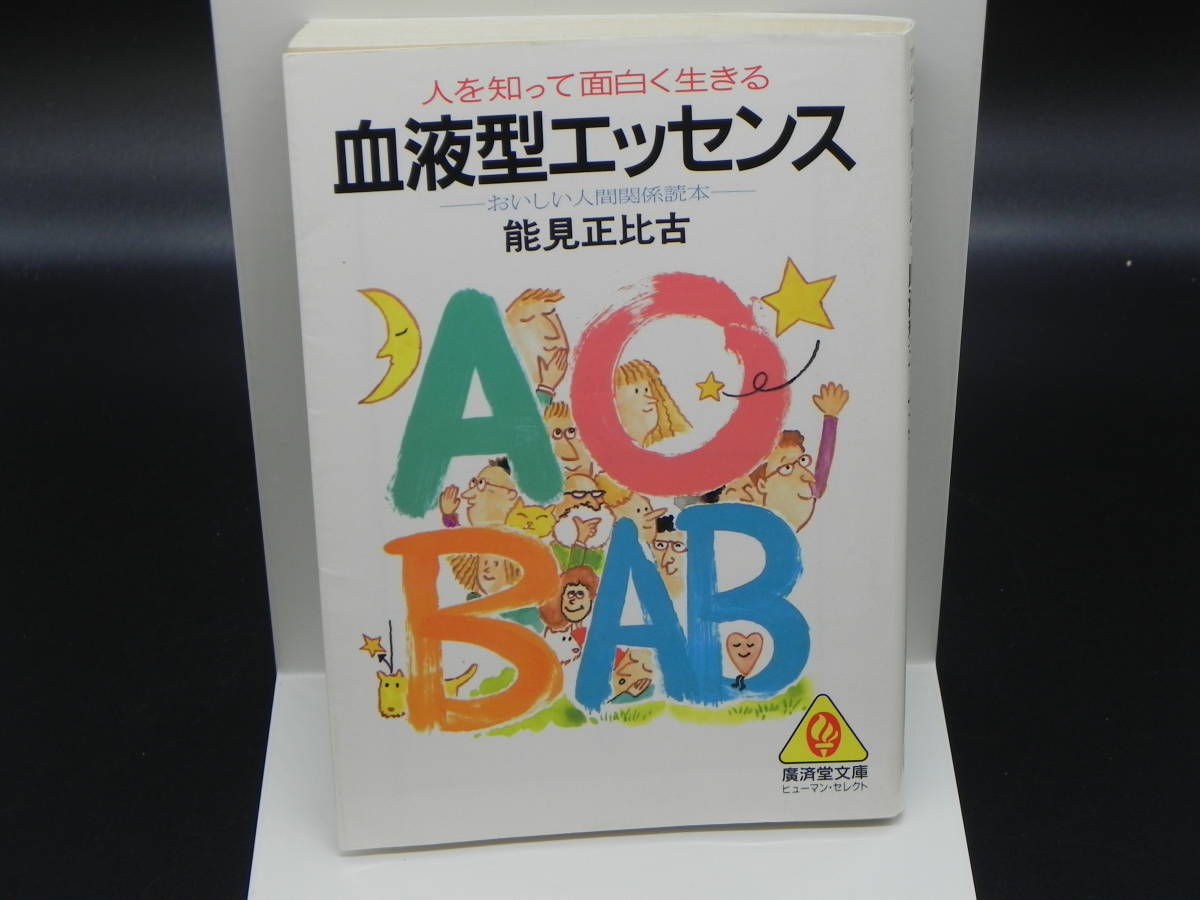 人を知って面白く生きる
血液型エッセンス
おいしい人間関係読本
能見正比古
A O
B AB
廣済堂文庫
ヒューマン・セレクト